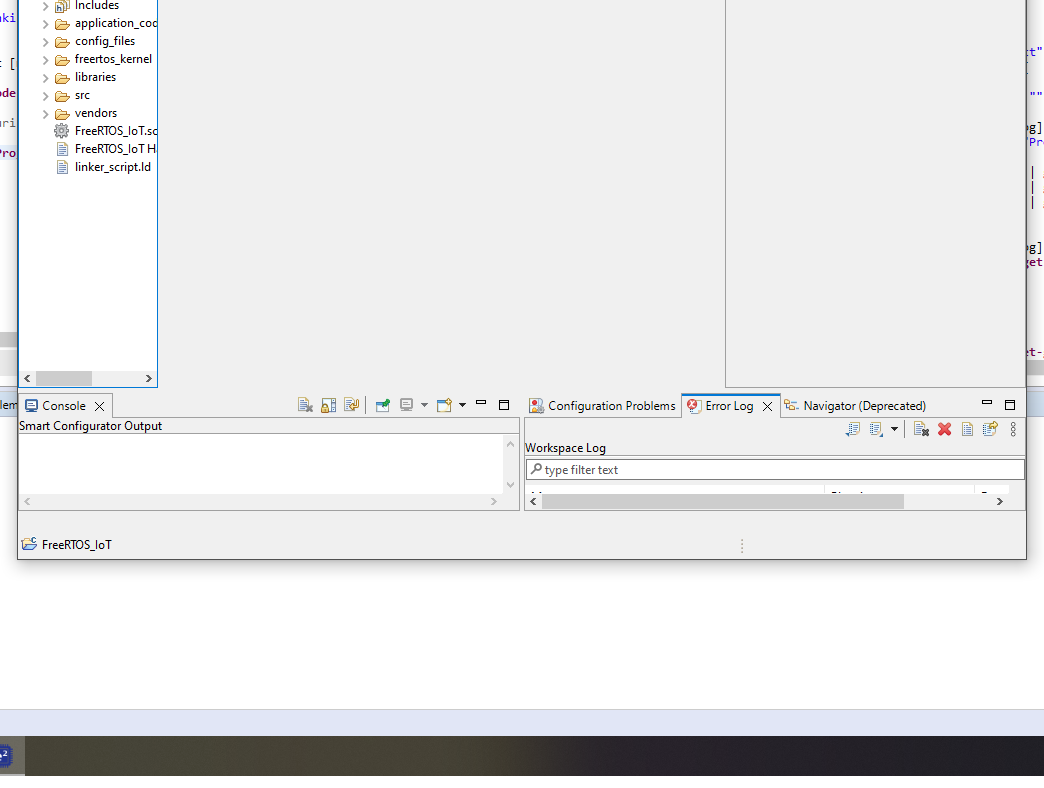 Includes
application_cod
config_files
freertos_kernel
libraries
src
vendors
FreeRTOS_IoT.sc
FreeRTOS_IoT H
linker_script.ld
Console
Smart Configurator Output
Configuration Problems
Error Log
Navigator (Deprecated)
Workspace Log
type filter text
FreeRTOS_IoT